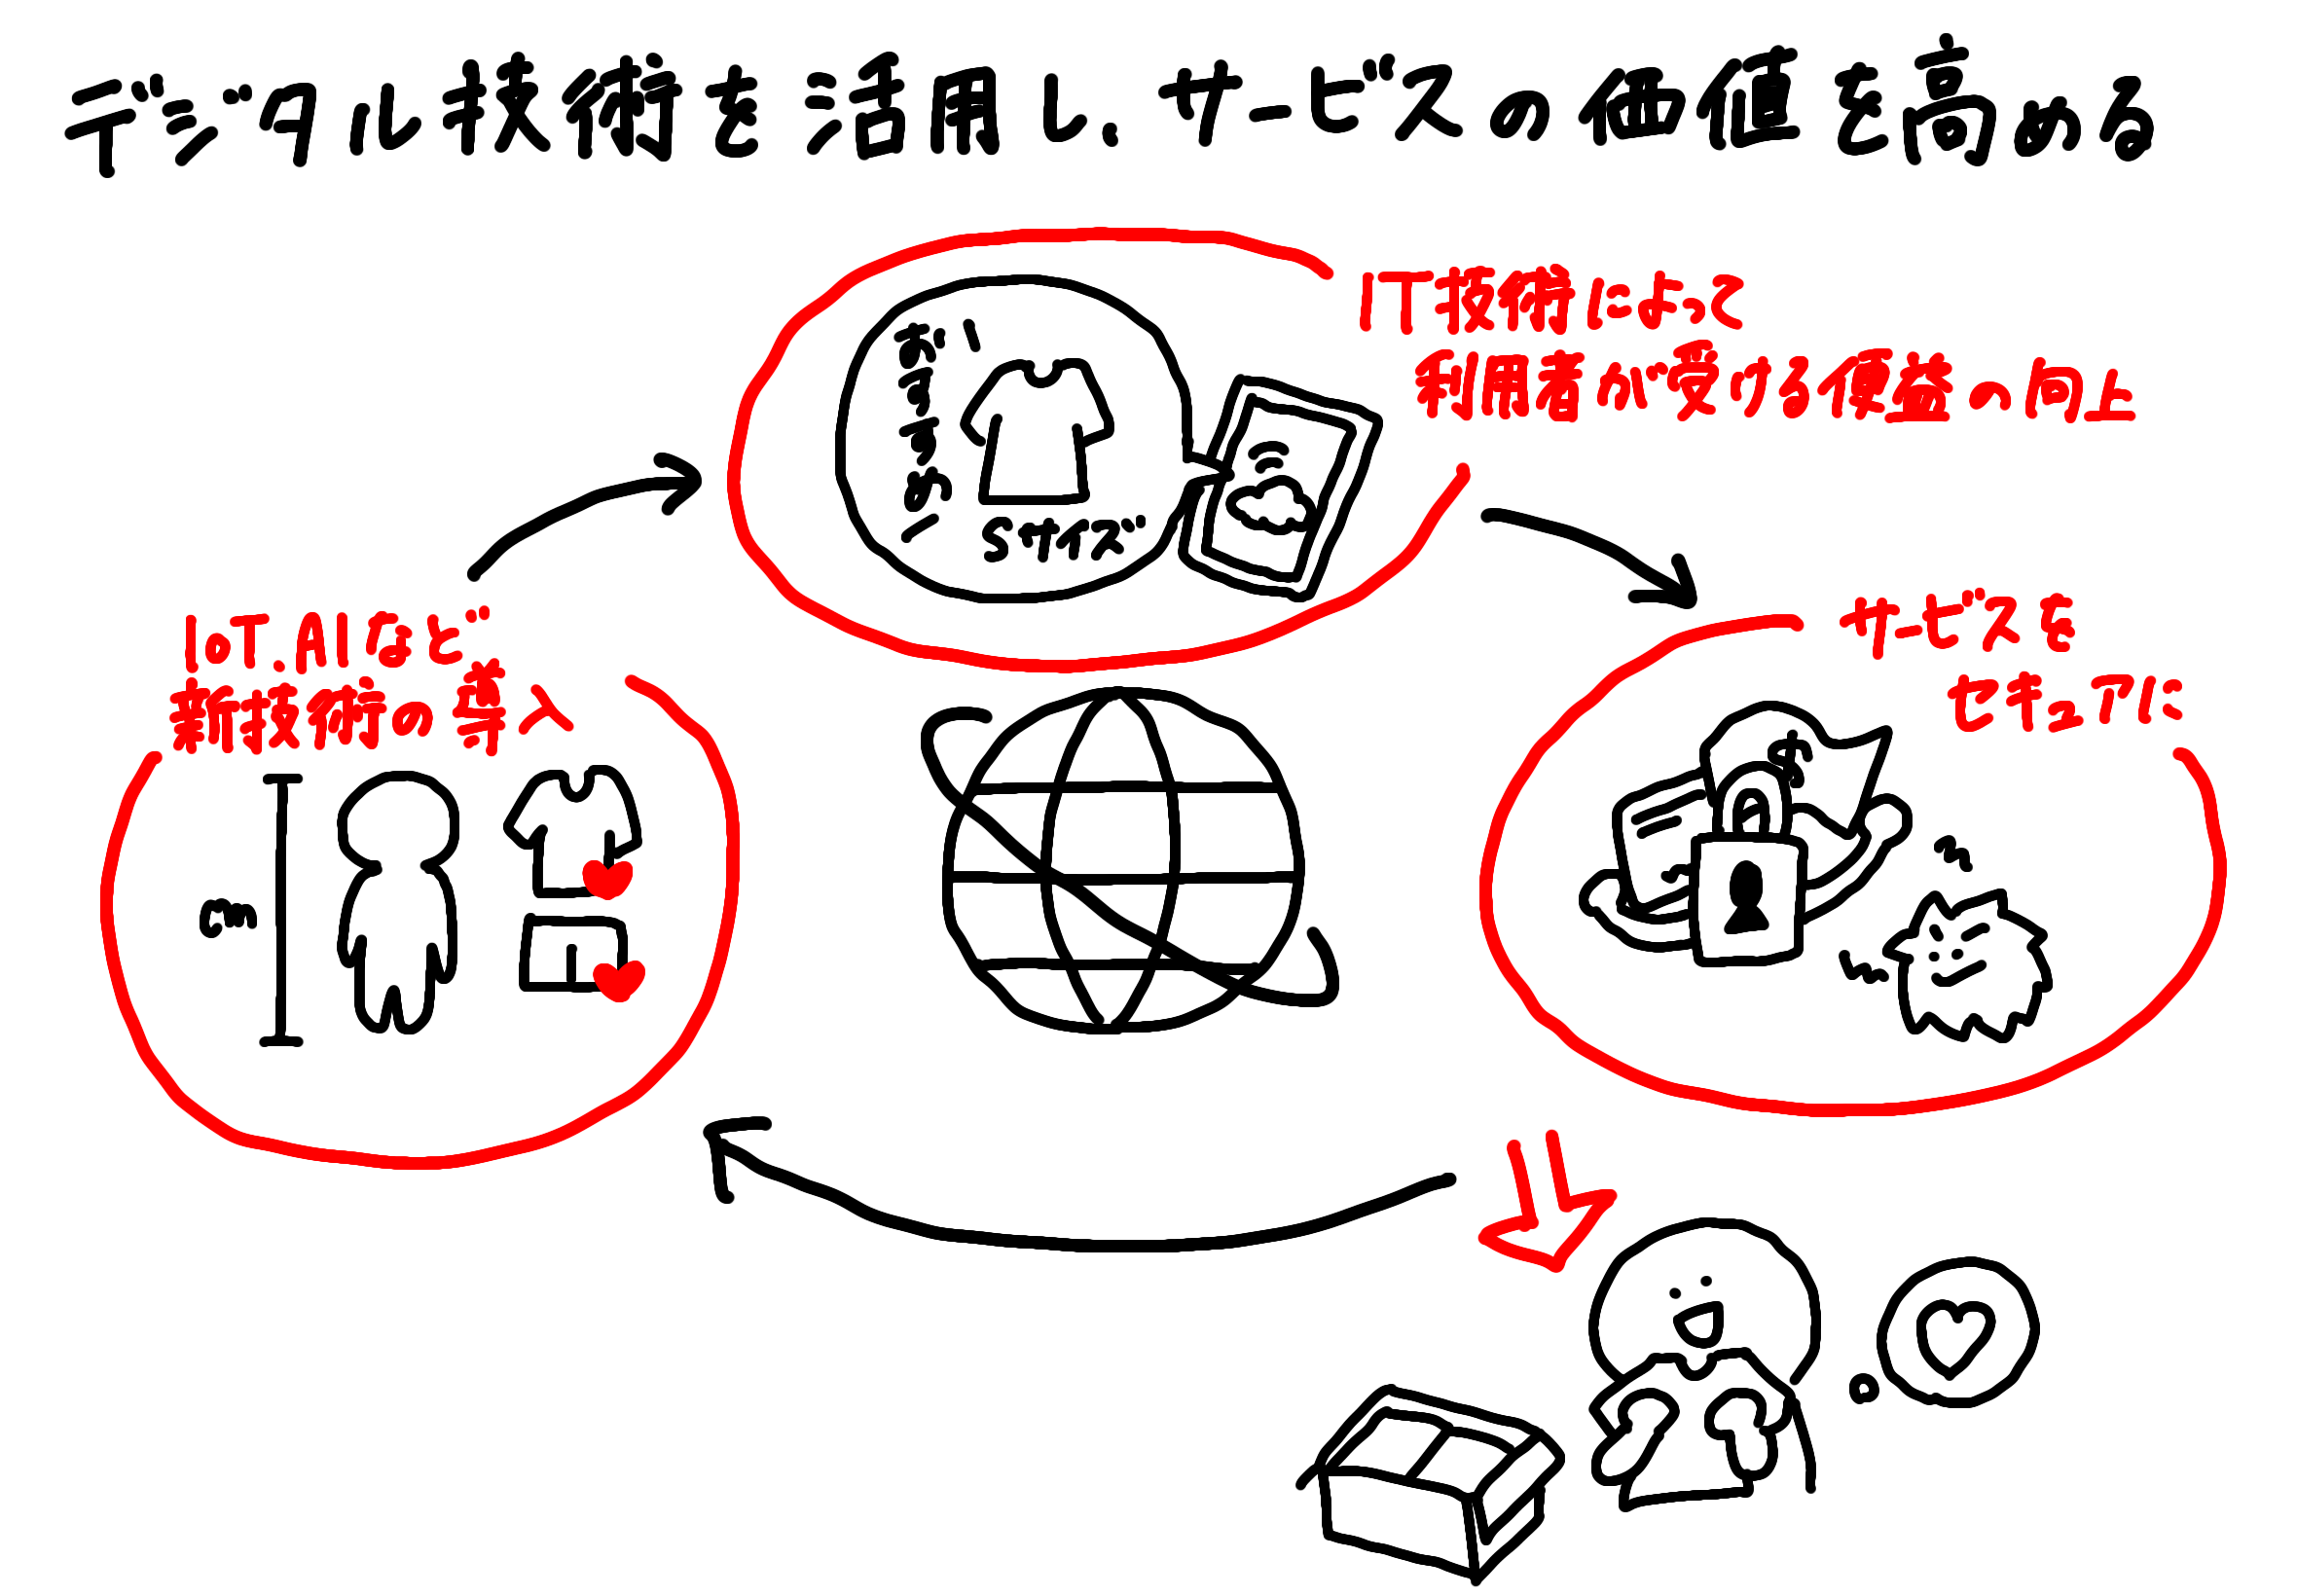 デジタル技術を活用し、サービスの価値を高める
IT技術によって
利用者が受ける便益の向上
おすすめ
Sサイズ
IoT.AIなど
新技術の導入
サービスを
セキュアに
cm